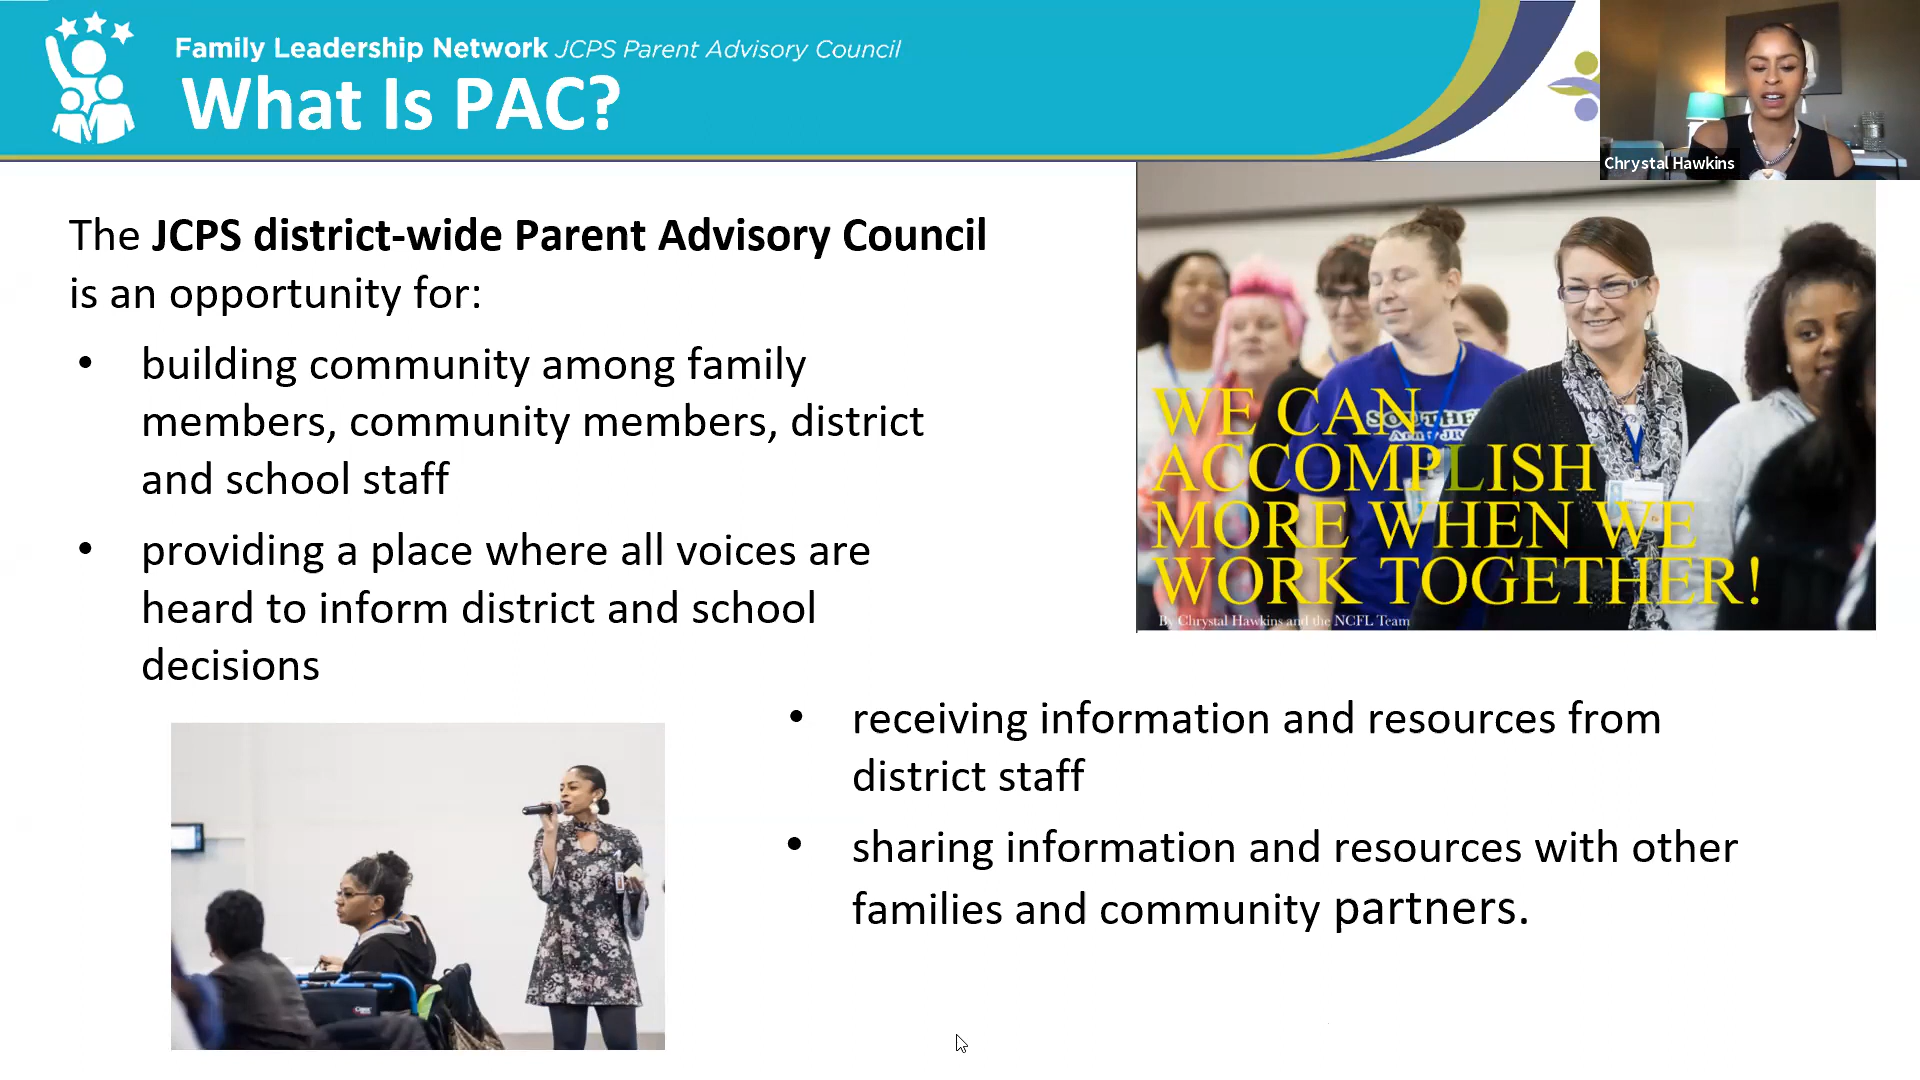 Family Leadership Network JCPS Parent Advisory Council
What Is PAC?
Chrystal Hawkins
The JCPS district-wide Parent Advisory Council
is an opportunity for:
• building community among family
members, community members, district
and school staff
• providing a place where all voices are
heard to inform district and school
decisions
WE CAN
ACCOMPLISH
MORE WHEN WE
WORK TOGETHER!
By Chrystal Hawkins and the NCFL Team
• receiving information and resources from
district staff
• sharing information and resources with other
families and community partners.